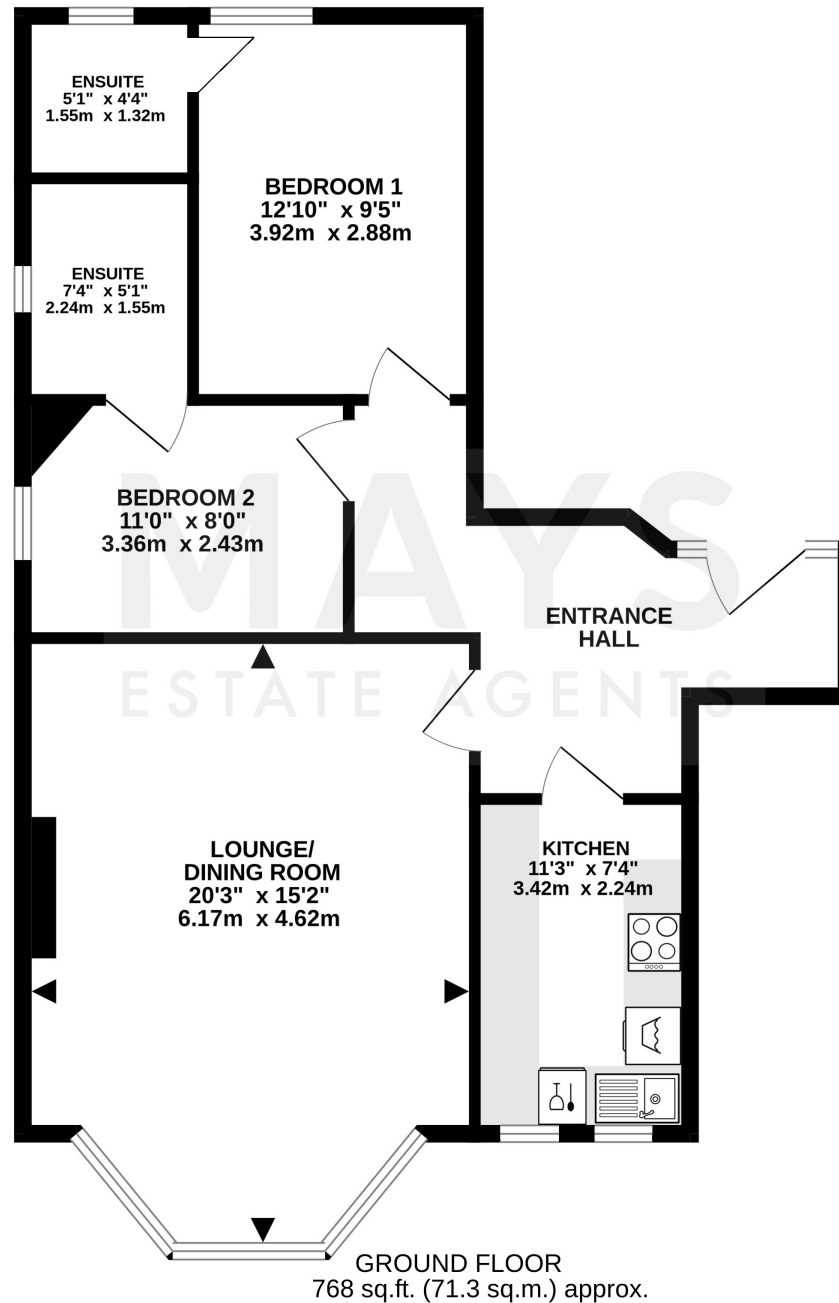 ENSUITE
5'1" x 4'4"
1.55m x 1.32m
BEDROOM 1
12'10" x 9'5"
3.92m x 2.88m
ENSUITE
7'4" x 5'1"
2.24m x 1.55m
BEDROOM 2
11'0" x 8'0"
3.36m x 2.43m
MAYS
ESTATE AGENTS
ENTRANCE
HALL
LOUNGE/
DINING ROOM
20'3" x 15'2"
6.17m x 4.62m
KITCHEN
11'3" x 7'4"
3.42m x 2.24m
GROUND FLOOR
768 sq.ft. (71.3 sq.m.) approx.